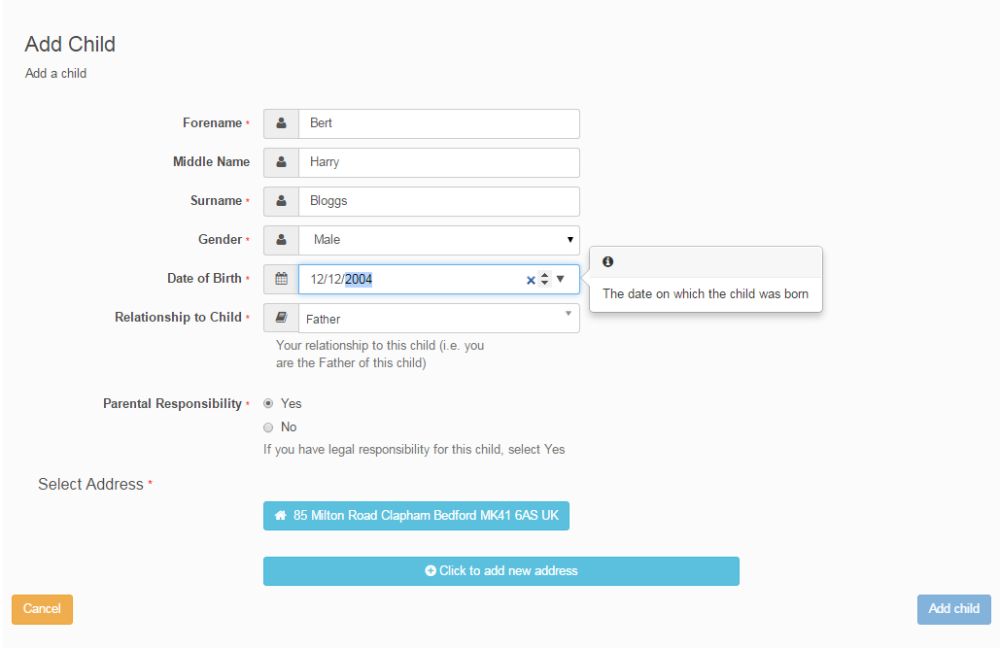 Add Child
Add a child
Forename * Bert
Middle Name Harry
Surname * Bloggs
Gender * Male
Date of Birth * 12/12/2004
The date on which the child was born
Relationship to Child * Father
Your relationship to this child (i.e. you
are the Father of this child)
Parental Responsibility * Yes
No
If you have legal responsibility for this child, select Yes
Select Address *
85 Milton Road Clapham Bedford MK41 6AS UK
Click to add new address
Cancel
Add child